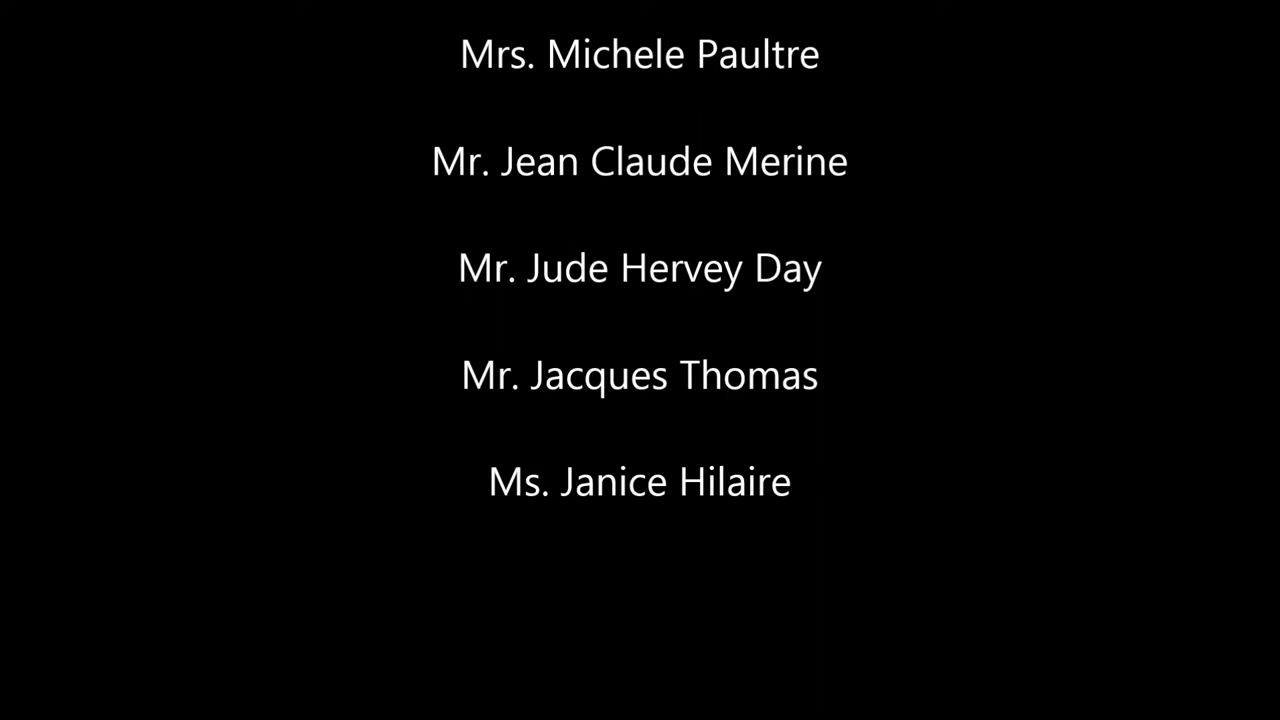 Mrs. Michele Paultre
Mr. Jean Claude Merine
Mr. Jude Hervey Day
Mr. Jacques Thomas
Ms. Janice Hilaire